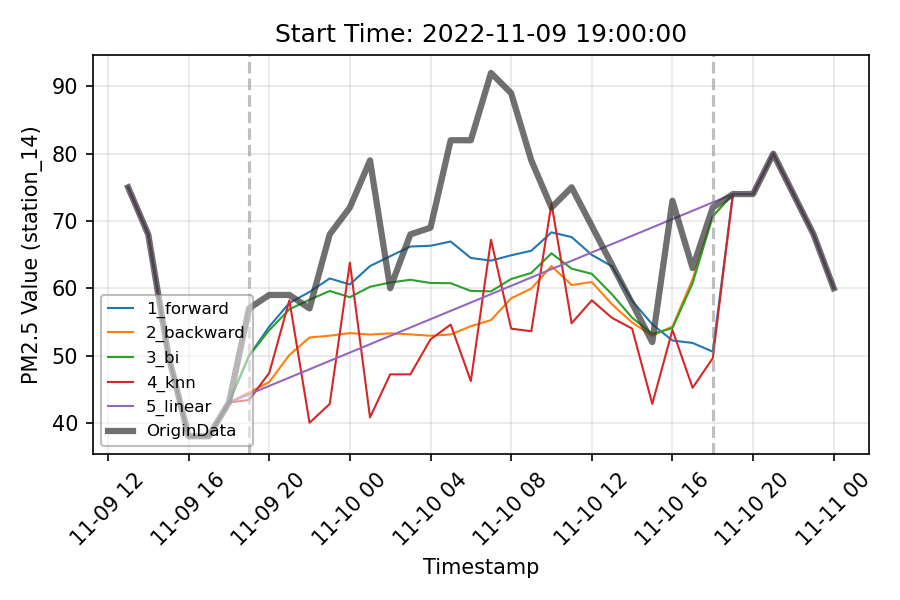 Start Time: 2022-11-09 19:00:00
PM2.5 Value (station_14)
90
80
70
60
50
40
1_forward
2_backward
3_bi
4_knn
5_linear
OriginData
11-09 12
11-09 16
11-09 20
11-10 00
11-10 04
11-10 08
11-10 12
11-10 16
11-10 20
11-11 00
Timestamp